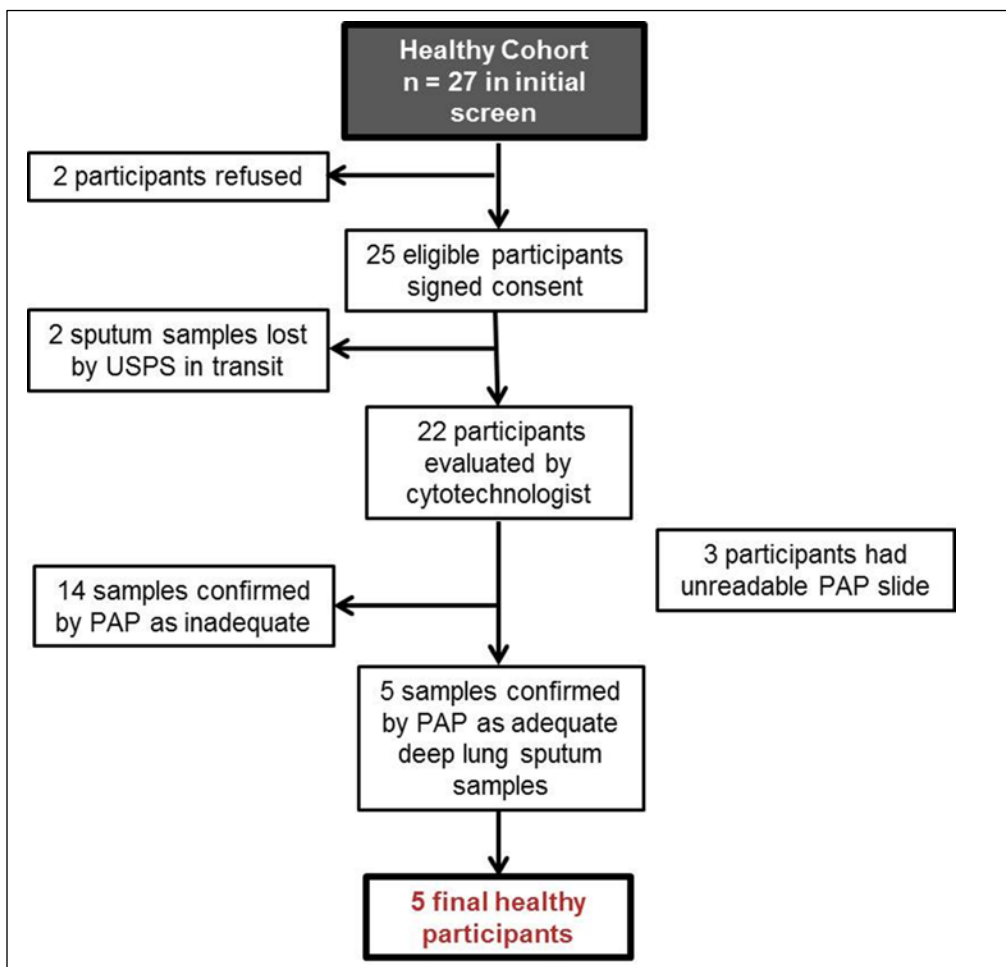 Healthy Cohort
n = 27 in initial
screen
2 participants refused
25 eligible participants
signed consent
2 sputum samples lost
by USPS in transit
22 participants
evaluated by
cytotechnologist
3 participants had
unreadable PAP slide
14 samples confirmed
by PAP as inadequate
5 samples confirmed
by PAP as adequate
deep lung sputum
samples
5 final healthy
participants